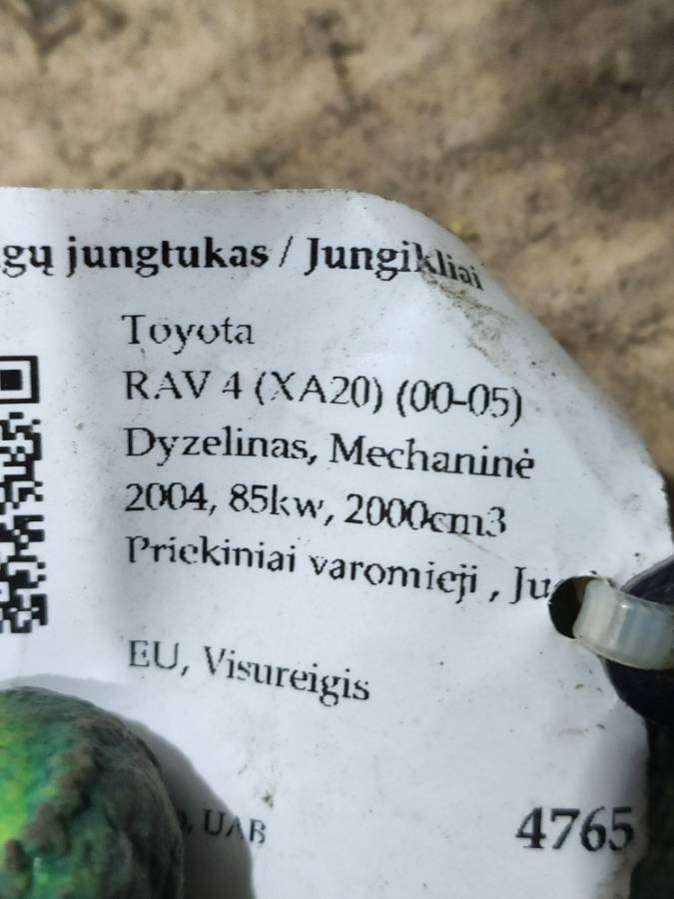 gų jungtukas / Jungikliai
Toyota
RAV 4 (XA20) (00-05)
Dyzelinas, Mechaninė
2004, 85kw, 2000cm3
Priekiniai varomieji ,
EU, Visureigis
, UAB
4765